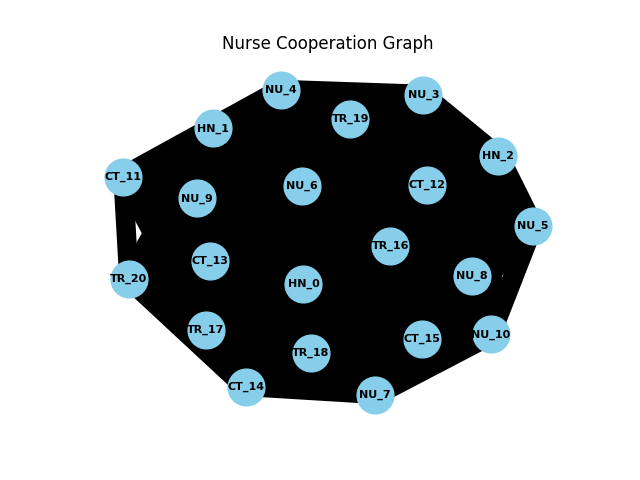 Nurse Cooperation Graph
NU_4
NU_3
TR_19
HN_1
HN_2
CT_11
NU_6
CT_12
NU_9
NU_5
TR_16
CT_13
NU_8
TR_20
HN_0
TR_17
NU_10
CT_15
TR_18
CT_14
NU_7